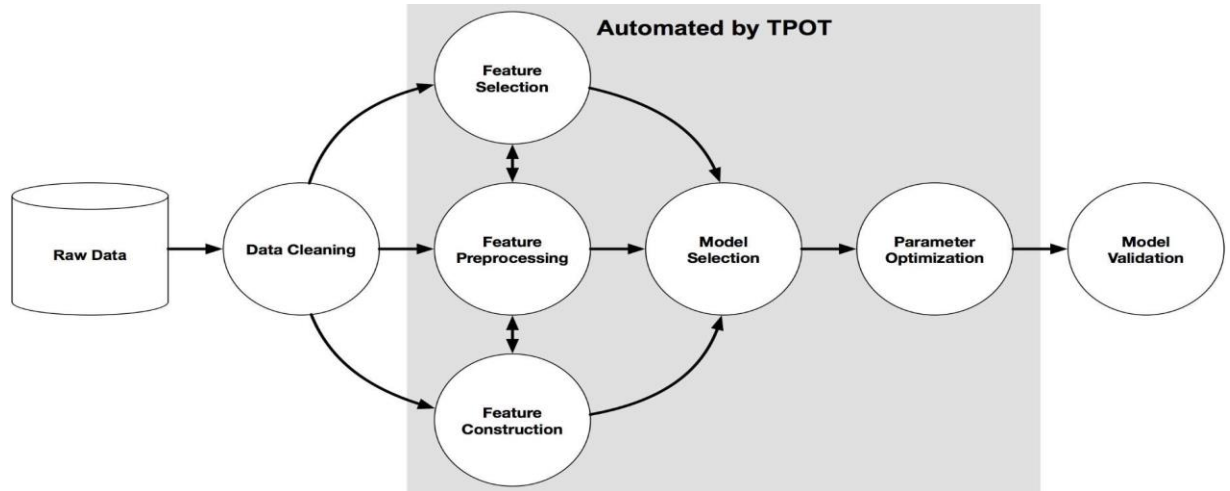 Automated by TPOT
Feature
Selection
Raw Data
Data Cleaning
Feature
Preprocessing
Model
Selection
Parameter
Optimization
Model
Validation
Feature
Construction